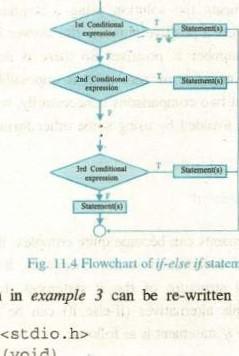 1st Conditional
expression
T
Statement(s)
F
2nd Conditional
expression
T
Statement(s)
F
F
3rd Conditional
expression
T
Statement(s)
F
Statement(s)
Fig. 11.4 Flowchart of if-else if
in example 3 can be re-written
<stdio.h>
(void)